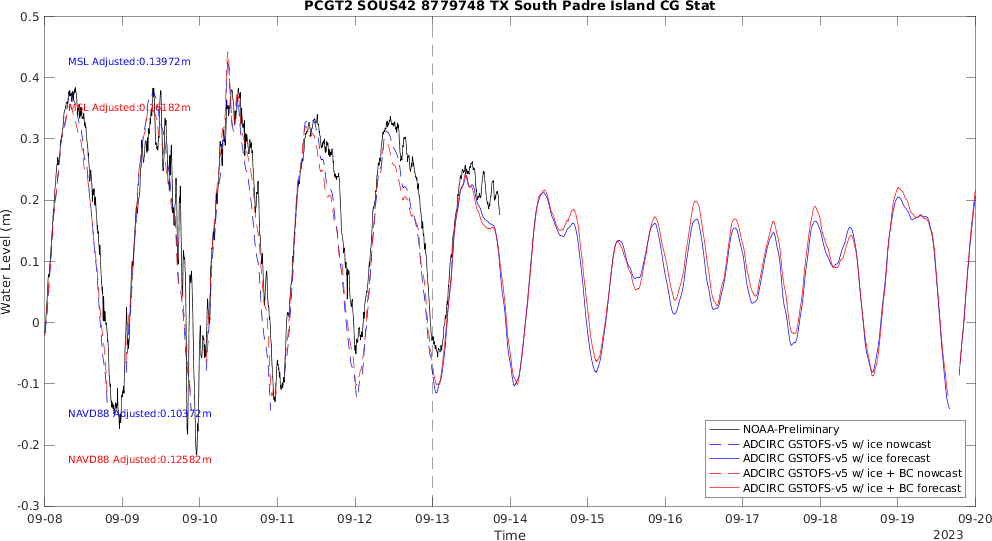 PCGT2 SOUS42 8779748 TX South Padre Island CG Stat
0.5
0.4
0.3
0.2
0.1
0
-0.1
-0.2
-0.3
Water Level (m)
MSL Adjusted:0.13972m
MSL Adjusted:0.16182m
NAVD88 Adjusted:0.10372m
NAVD88 Adjusted:0.12582m
NOAA-Preliminary
ADCIRC GSTOFS-v5 w/ ice nowcast
ADCIRC GSTOFS-v5 w/ ice forecast
ADCIRC GSTOFS-v5 w/ ice + BC nowcast
ADCIRC GSTOFS-v5 w/ ice + BC forecast
09-08 09-09 09-10 09-11 09-12 09-13 09-14 09-15 09-16 09-17 09-18 09-19 09-20
Time
2023